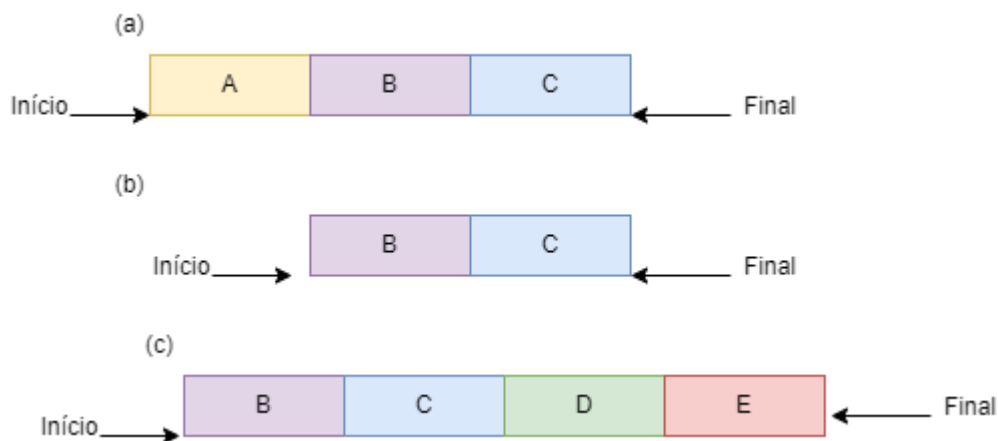 (a)
A B C
Início Final
(b)
B C
Início Final
(c)
B C D E
Início Final